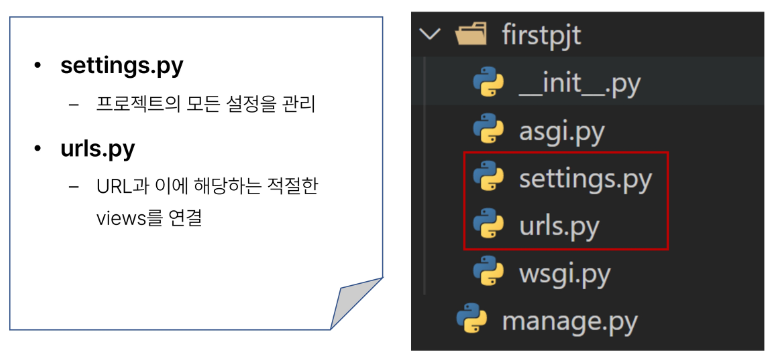 • settings.py
– 프로젝트의 모든 설정을 관리
• urls.py
– URL과 이에 해당하는 적절한
views를 연결
firstpjt
__init__.py
asgi.py
settings.py
urls.py
wsgi.py
manage.py